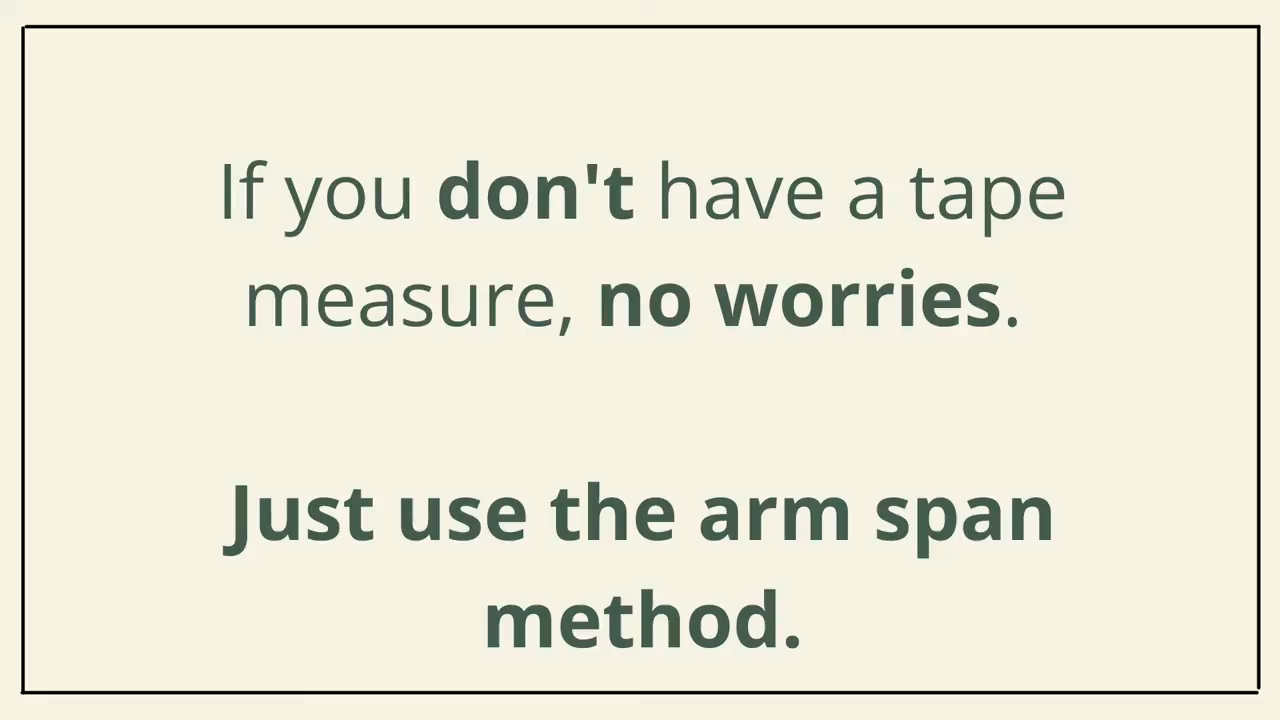 If you don't have a tape
measure, no worries.
Just use the arm span
method.